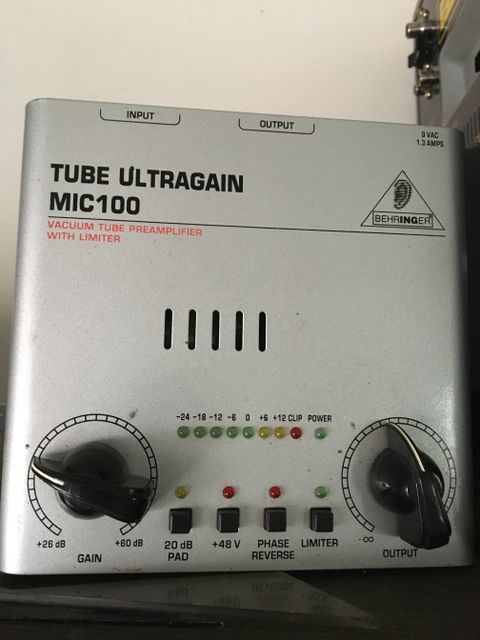 INPUT
OUTPUT
9 VAC
1.3 AMPS
TUBE ULTRAGAIN
MIC100
BEHRINGER
VACUUM TUBE PREAMPLIFIER
WITH LIMITER
-24 -18 -12 -6 0 +6 +12 CLIP POWER
+26 dB +60 dB
GAIN
20 dB
PAD
+48 V
PHASE
REVERSE
LIMITER
-∞
OUTPUT